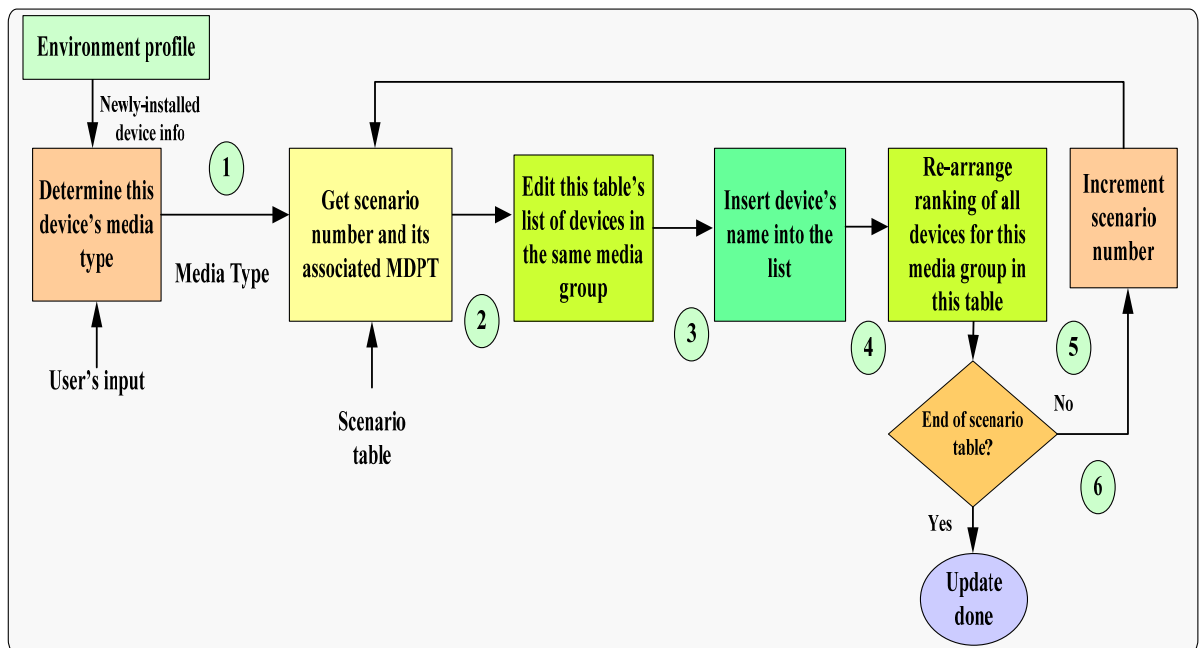 Environment profile
Newly-installed
device info
Determine this
device's media
type
User's input
1
Media Type
Get scenario
number and its
associated MDPT
Scenario
table
2
Edit this table's
list of devices in
the same media
group
3
Insert device's
name into the
list
4
Re-arrange
ranking of all
devices for this
media group in
this table
5
End of scenario
table?
No
6
Increment
scenario
number
Yes
Update
done